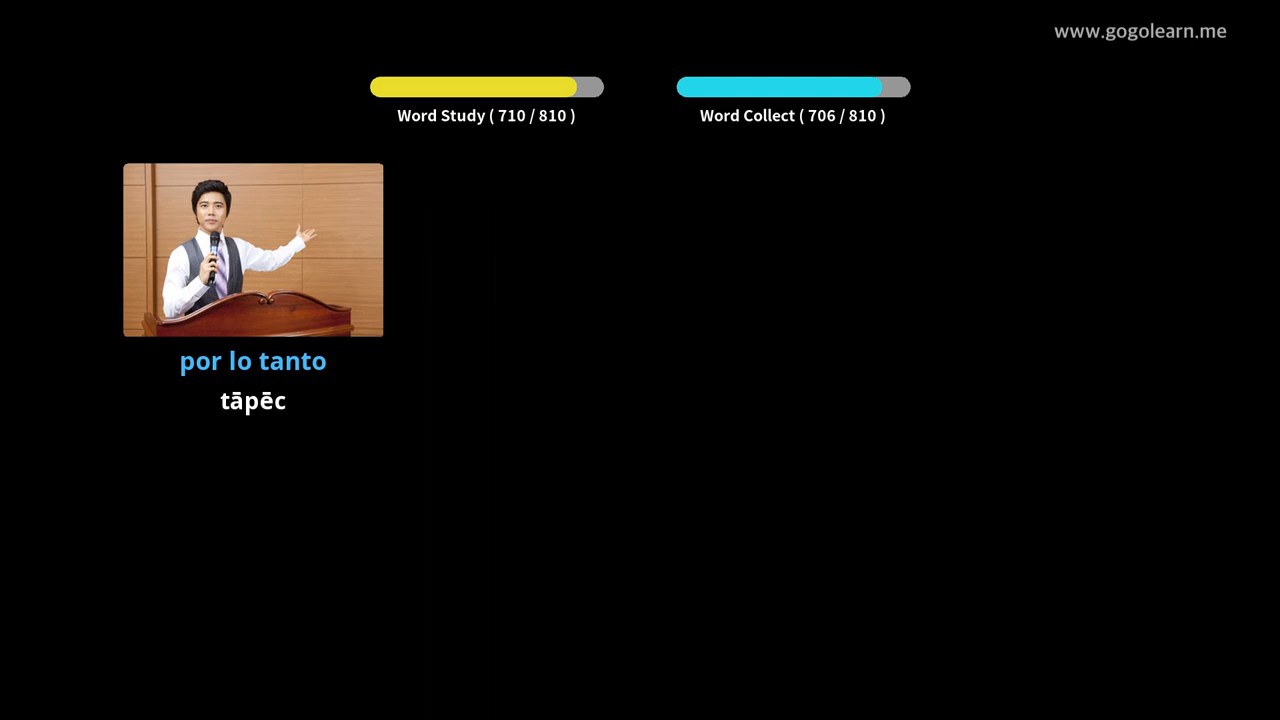 www.gogolearn.me
Word Study ( 710 / 810 )
Word Collect ( 706 / 810 )
por lo tanto
tāpēc